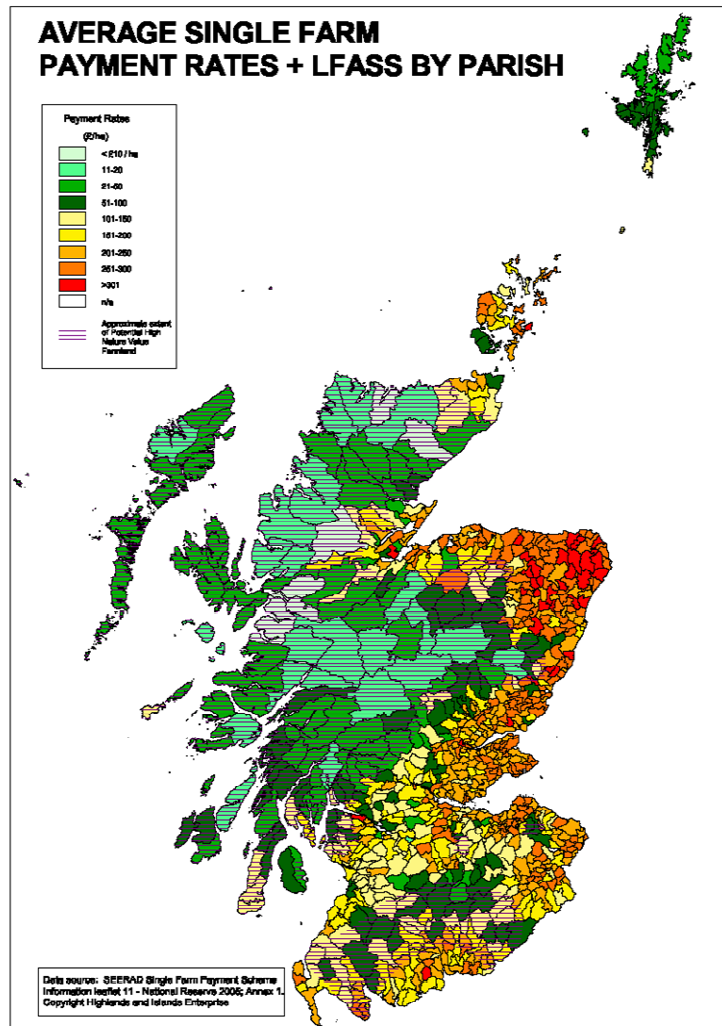 AVERAGE SINGLE FARM
PAYMENT RATES + LFASS BY PARISH
Payment Rates
(£/ha)
< £10 / ha
11-20
21-50
51-100
101-150
151-200
201-250
251-300
>301
n/a
Approximate extent
of Potential High
Nature Value
Farmland
Data source: SEERAD Single Farm Payment Scheme
Information leaflet 11 - National Reserve 2005; Annex 1.
Copyright Highlands and Islands Enterprise